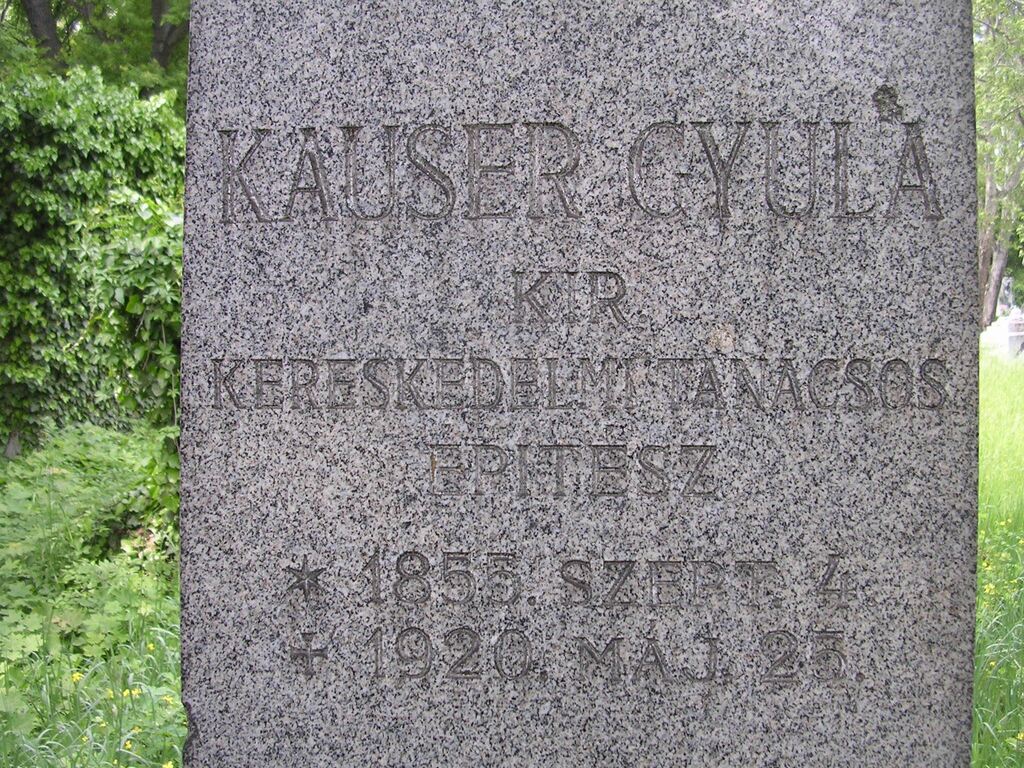 KAUSER GYULA
KIR
KERESKEDELMI TANÁCSOS
ÉPITÉSZ
* 1855. SZEPT. 4.
+ 1920. MÁJ. 25.